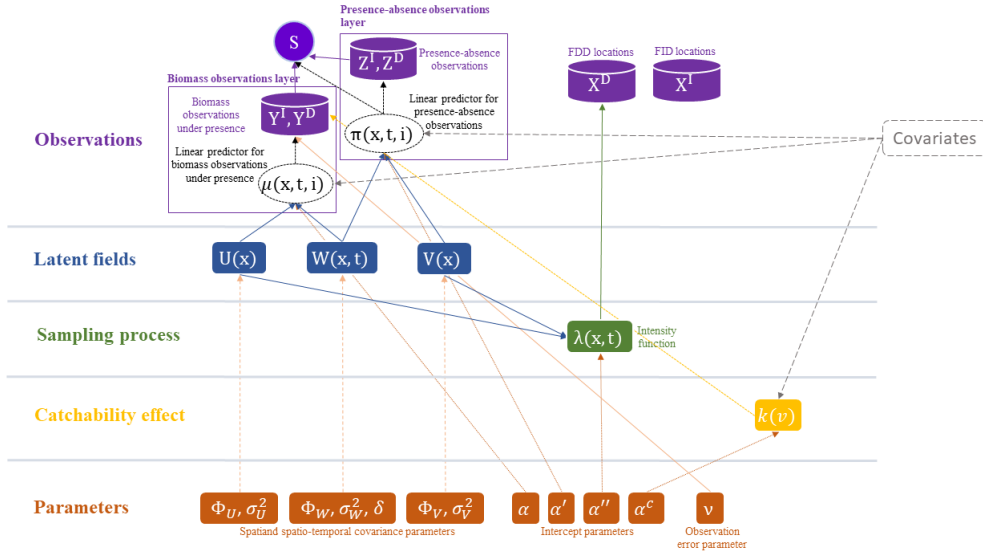 Presence-absence observations
layer
S
Z^I, Z^D
Presence-absence
observations
FDD locations
X^D
FID locations
X^I
Biomass observations layer
Biomass
observations
under presence
Y^I, Y^D
Linear predictor for
presence-absence
observations
π(x, t, i)
Observations
Linear predictor for
biomass observations
under presence
μ(x, t, i)
Covariates
Latent fields
U(x)
W(x, t)
V(x)
Sampling process
λ(x, t)
Intensity
function
Catchability effect
k(v)
Parameters
Φ_U, σ_U^2
Φ_W, σ_W^2, δ
Φ_V, σ_V^2
α
α′
α′′
α^c
ν
Spatiand spatio-temporal covariance parameters
Intercept parameters
Observation
error parameter